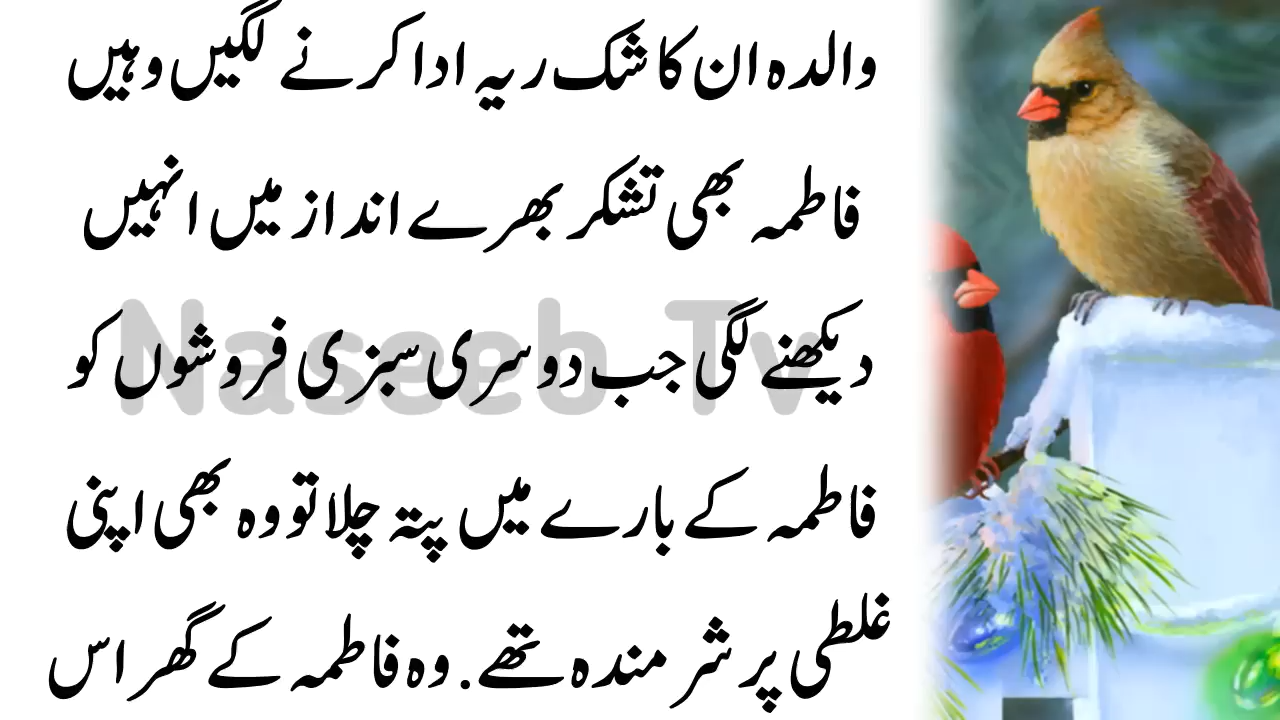 والدہ ان کا شک ریہ ادا کرنے لگیں وہیں
فاطمہ بھی تشکر بھرے انداز میں انہیں
دیکھنے لگی جب دوسری سبزی فروشوں کو
فاطمہ کے بارے میں پتہ چلا تو وہ بھی اپنی
غلطی پر شرمندہ تھے. وہ فاطمہ کے گھر اس
Naseeb Tv